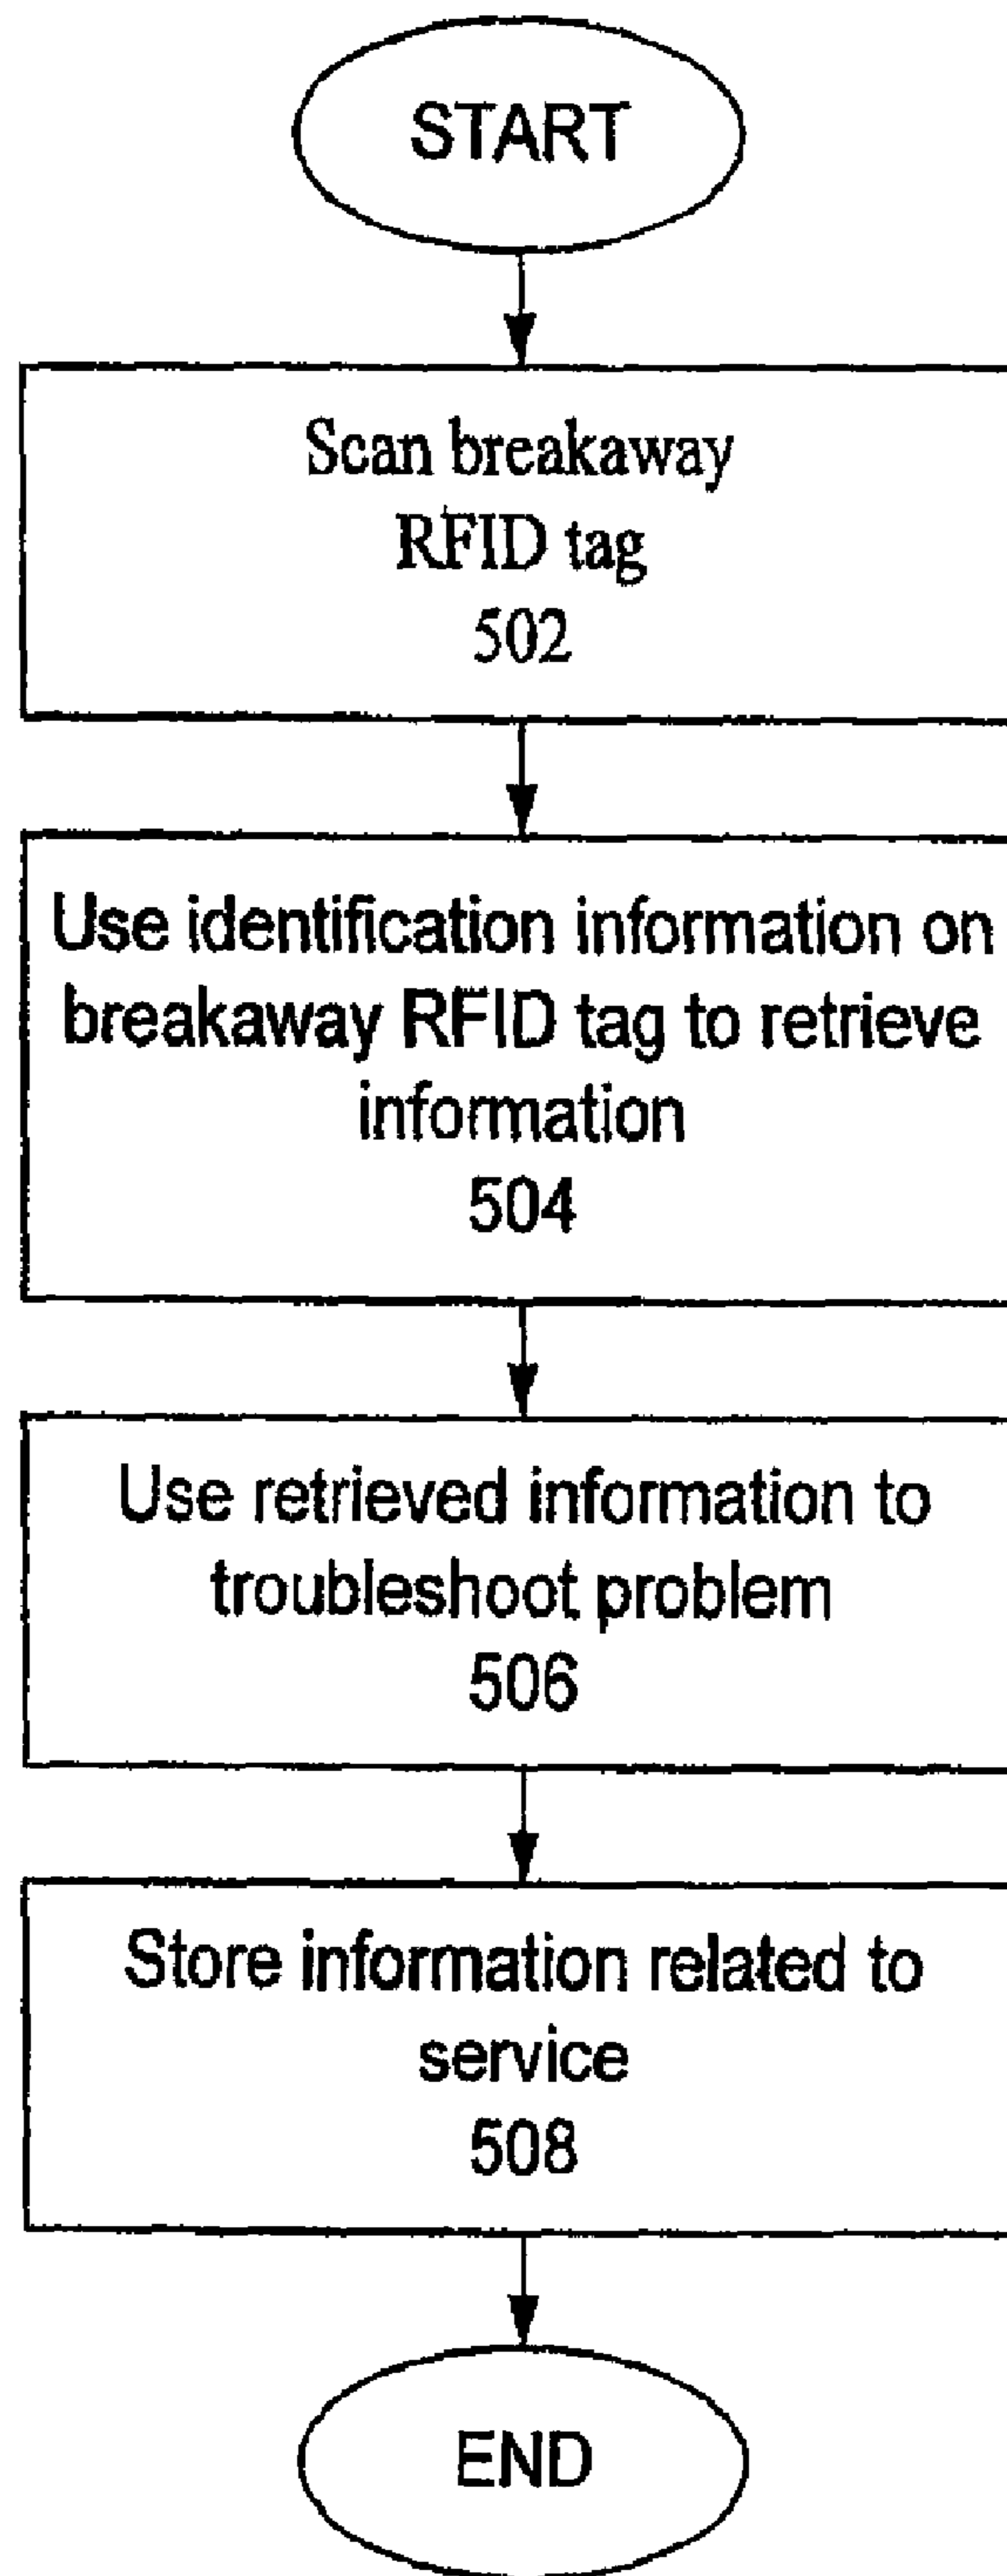 START
Scan breakaway
RFID tag
502
Use identification information on
breakaway RFID tag to retrieve
information
504
Use retrieved information to
troubleshoot problem
506
Store information related to
service
508
END